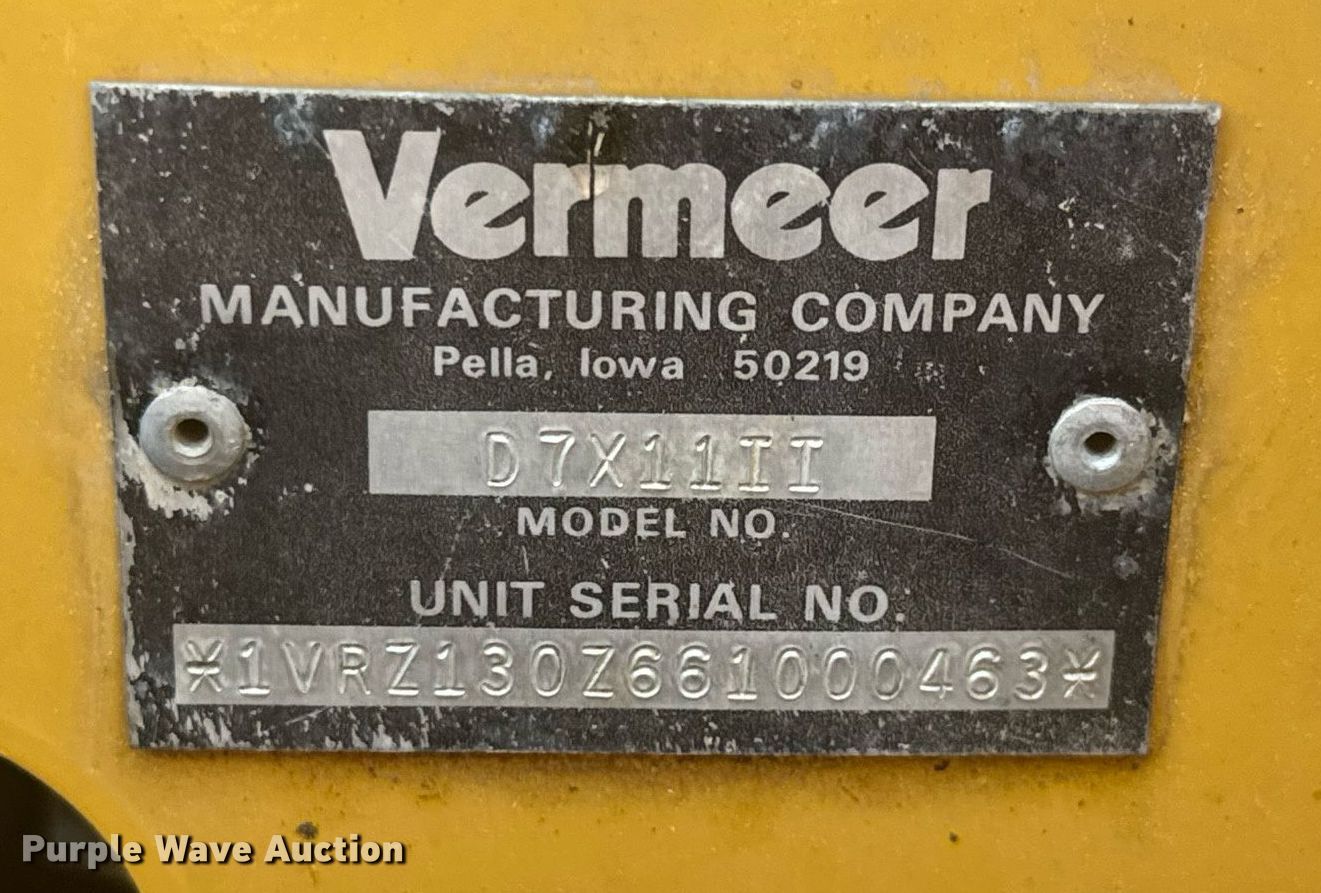 Vermeer
MANUFACTURING COMPANY
Pella, Iowa 50219
D7X11II
MODEL NO.
UNIT SERIAL NO.
*1VRZ130Z661000463*
Purple Wave Auction